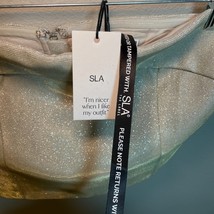 SLA
"I'm nicer
when I like
my outfit"
TAMPERED WITH. SLA
PLEASE NOTE RETURNS WI